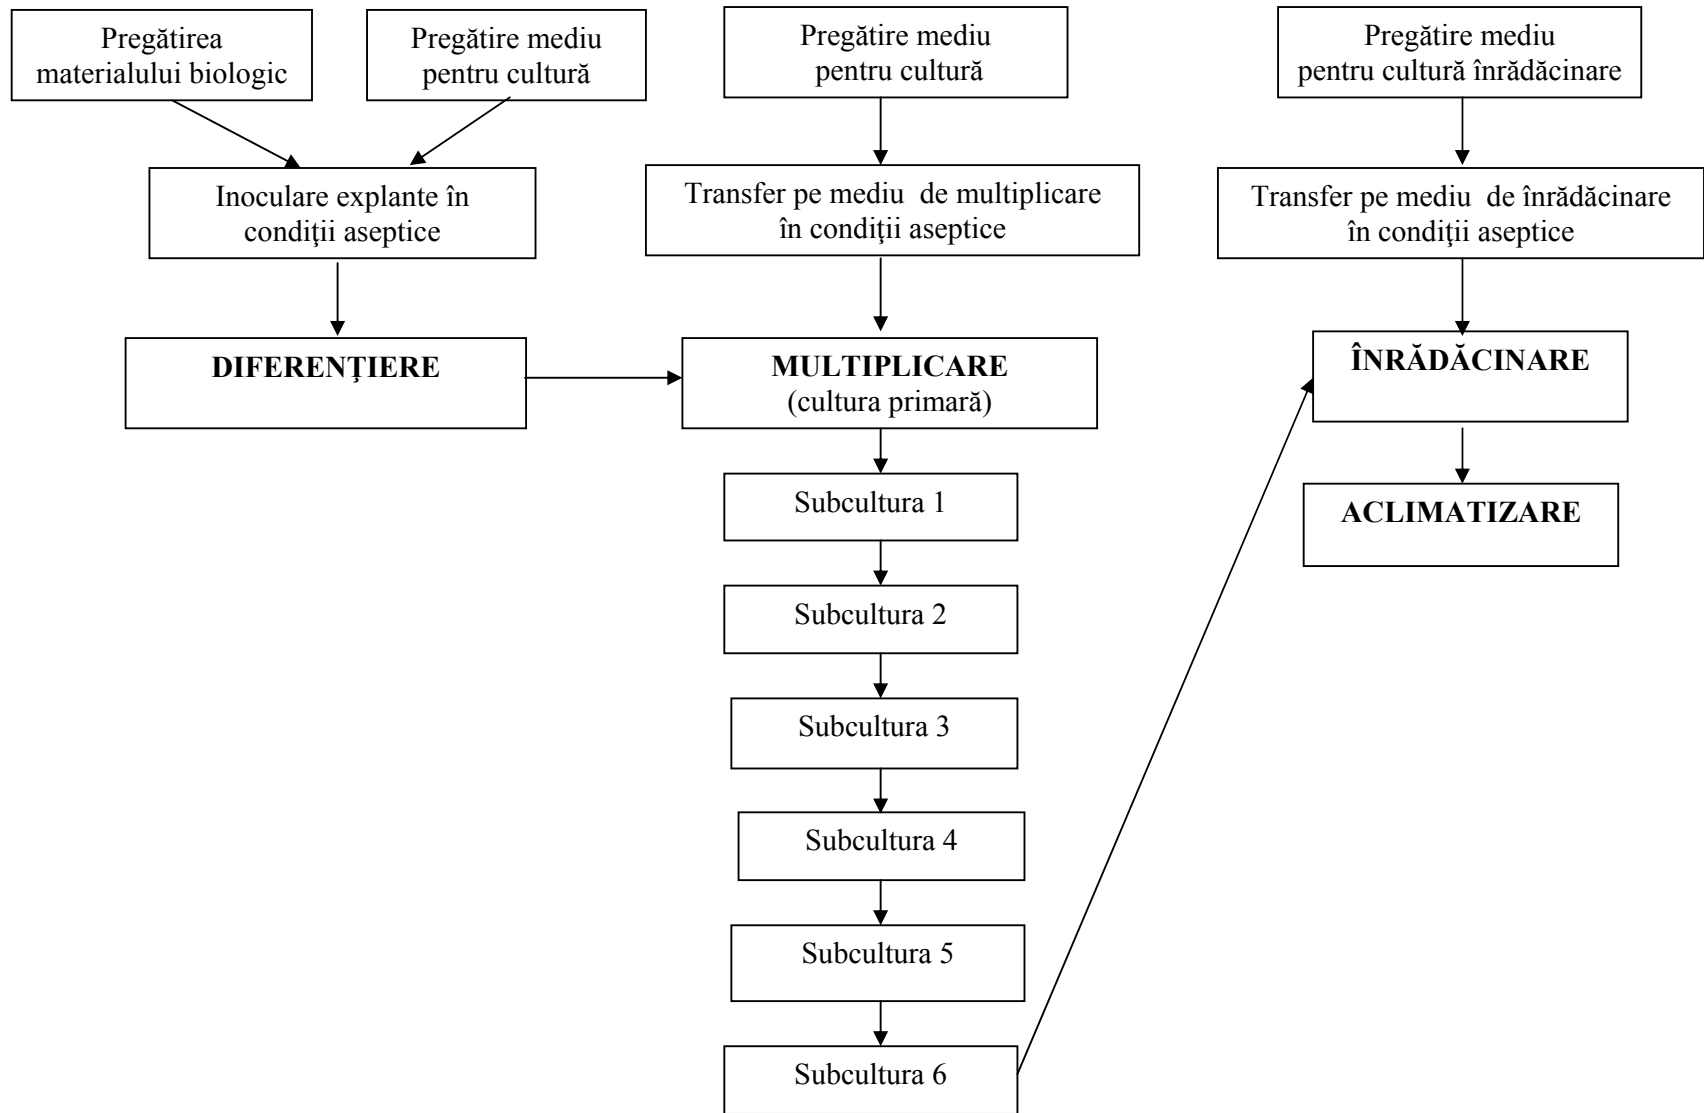 Pregătirea
materialului biologic
Pregătire mediu
pentru cultură
Inoculare explante în
condiţii aseptice
DIFERENŢIERE
Pregătire mediu
pentru cultură
Transfer pe mediu  de multiplicare
în condiţii aseptice
MULTIPLICARE
(cultura primară)
Subcultura 1
Subcultura 2
Subcultura 3
Subcultura 4
Subcultura 5
Subcultura 6
Pregătire mediu
pentru cultură înrădăcinare
Transfer pe mediu  de înrădăcinare
în condiţii aseptice
ÎNRĂDĂCINARE
ACLIMATIZARE